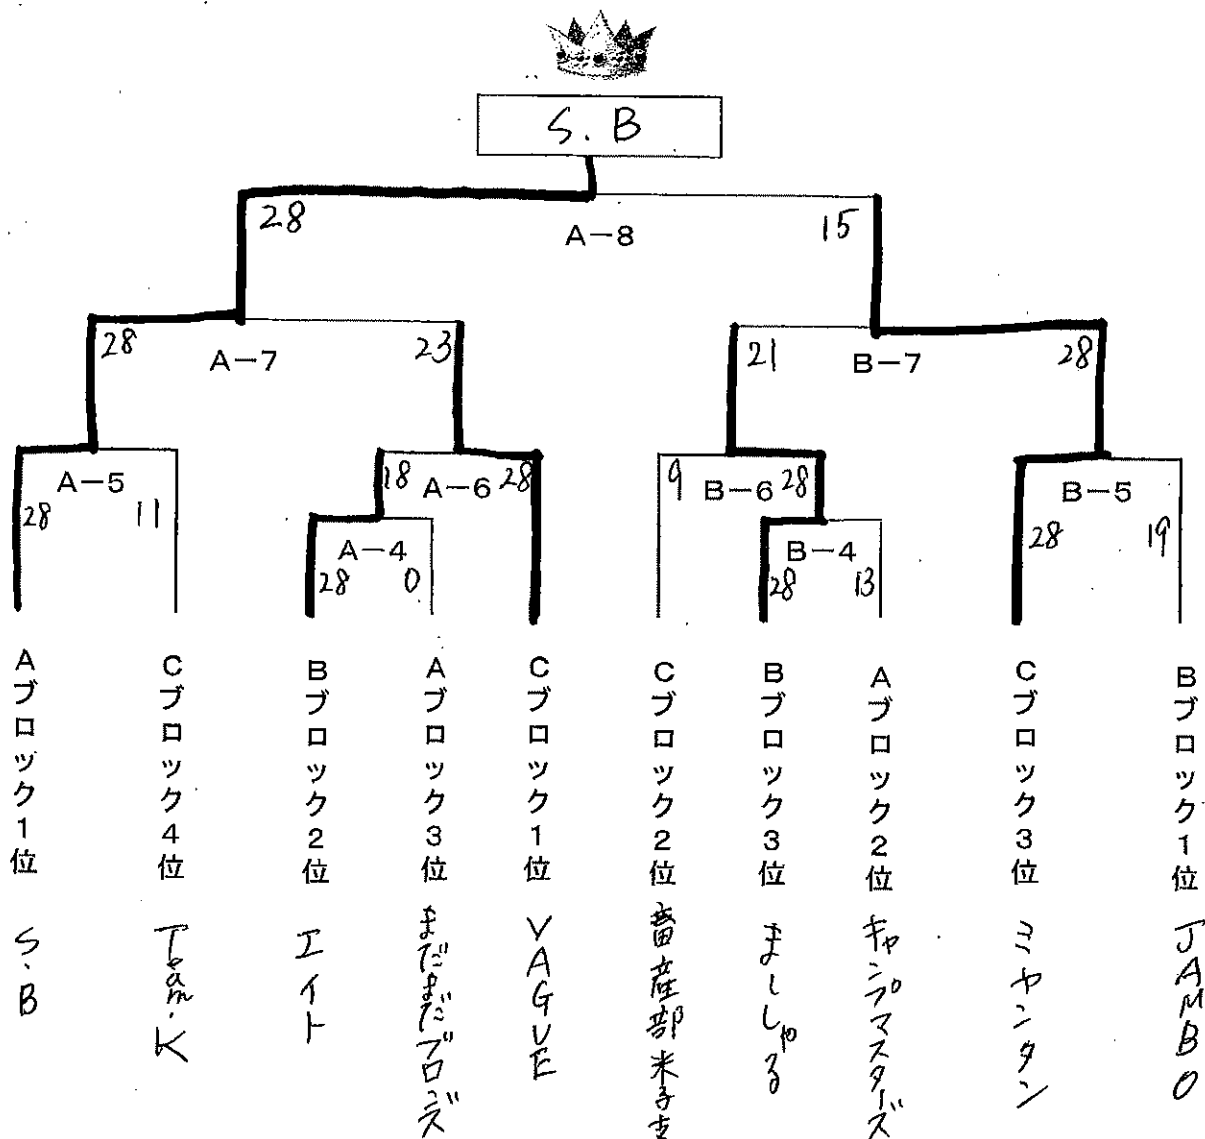 S.B
28
15
A-8
28
A-7
23
21
B-7
28
A-5
28
11
18
A-6
28
9
B-6
28
B-5
28
19
A-4
28
0
B-4
28
13
Aブロック1位 S.B
Cブロック4位 Team.K
Bブロック2位 エイト
Aブロック3位 まだまだブロンズ
Cブロック1位 VAGUE
Cブロック2位 畜産部米子支
Bブロック3位 ましゃる
Aブロック2位 キャンプマスターズ
Cブロック3位 ミヤンタン
Bブロック1位 JAMBO